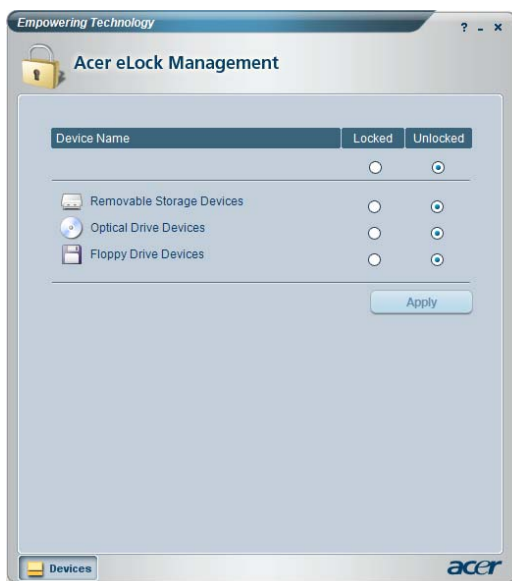 Empowering Technology
? - x
Acer eLock Management
Device Name Locked Unlocked
Removable Storage Devices
Optical Drive Devices
Floppy Drive Devices
Apply
Devices
acer